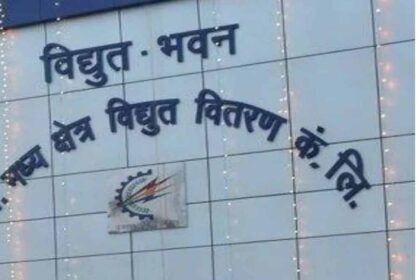 विद्युत - भवन
मध्य क्षेत्र विद्युत वितरण कं. लि.